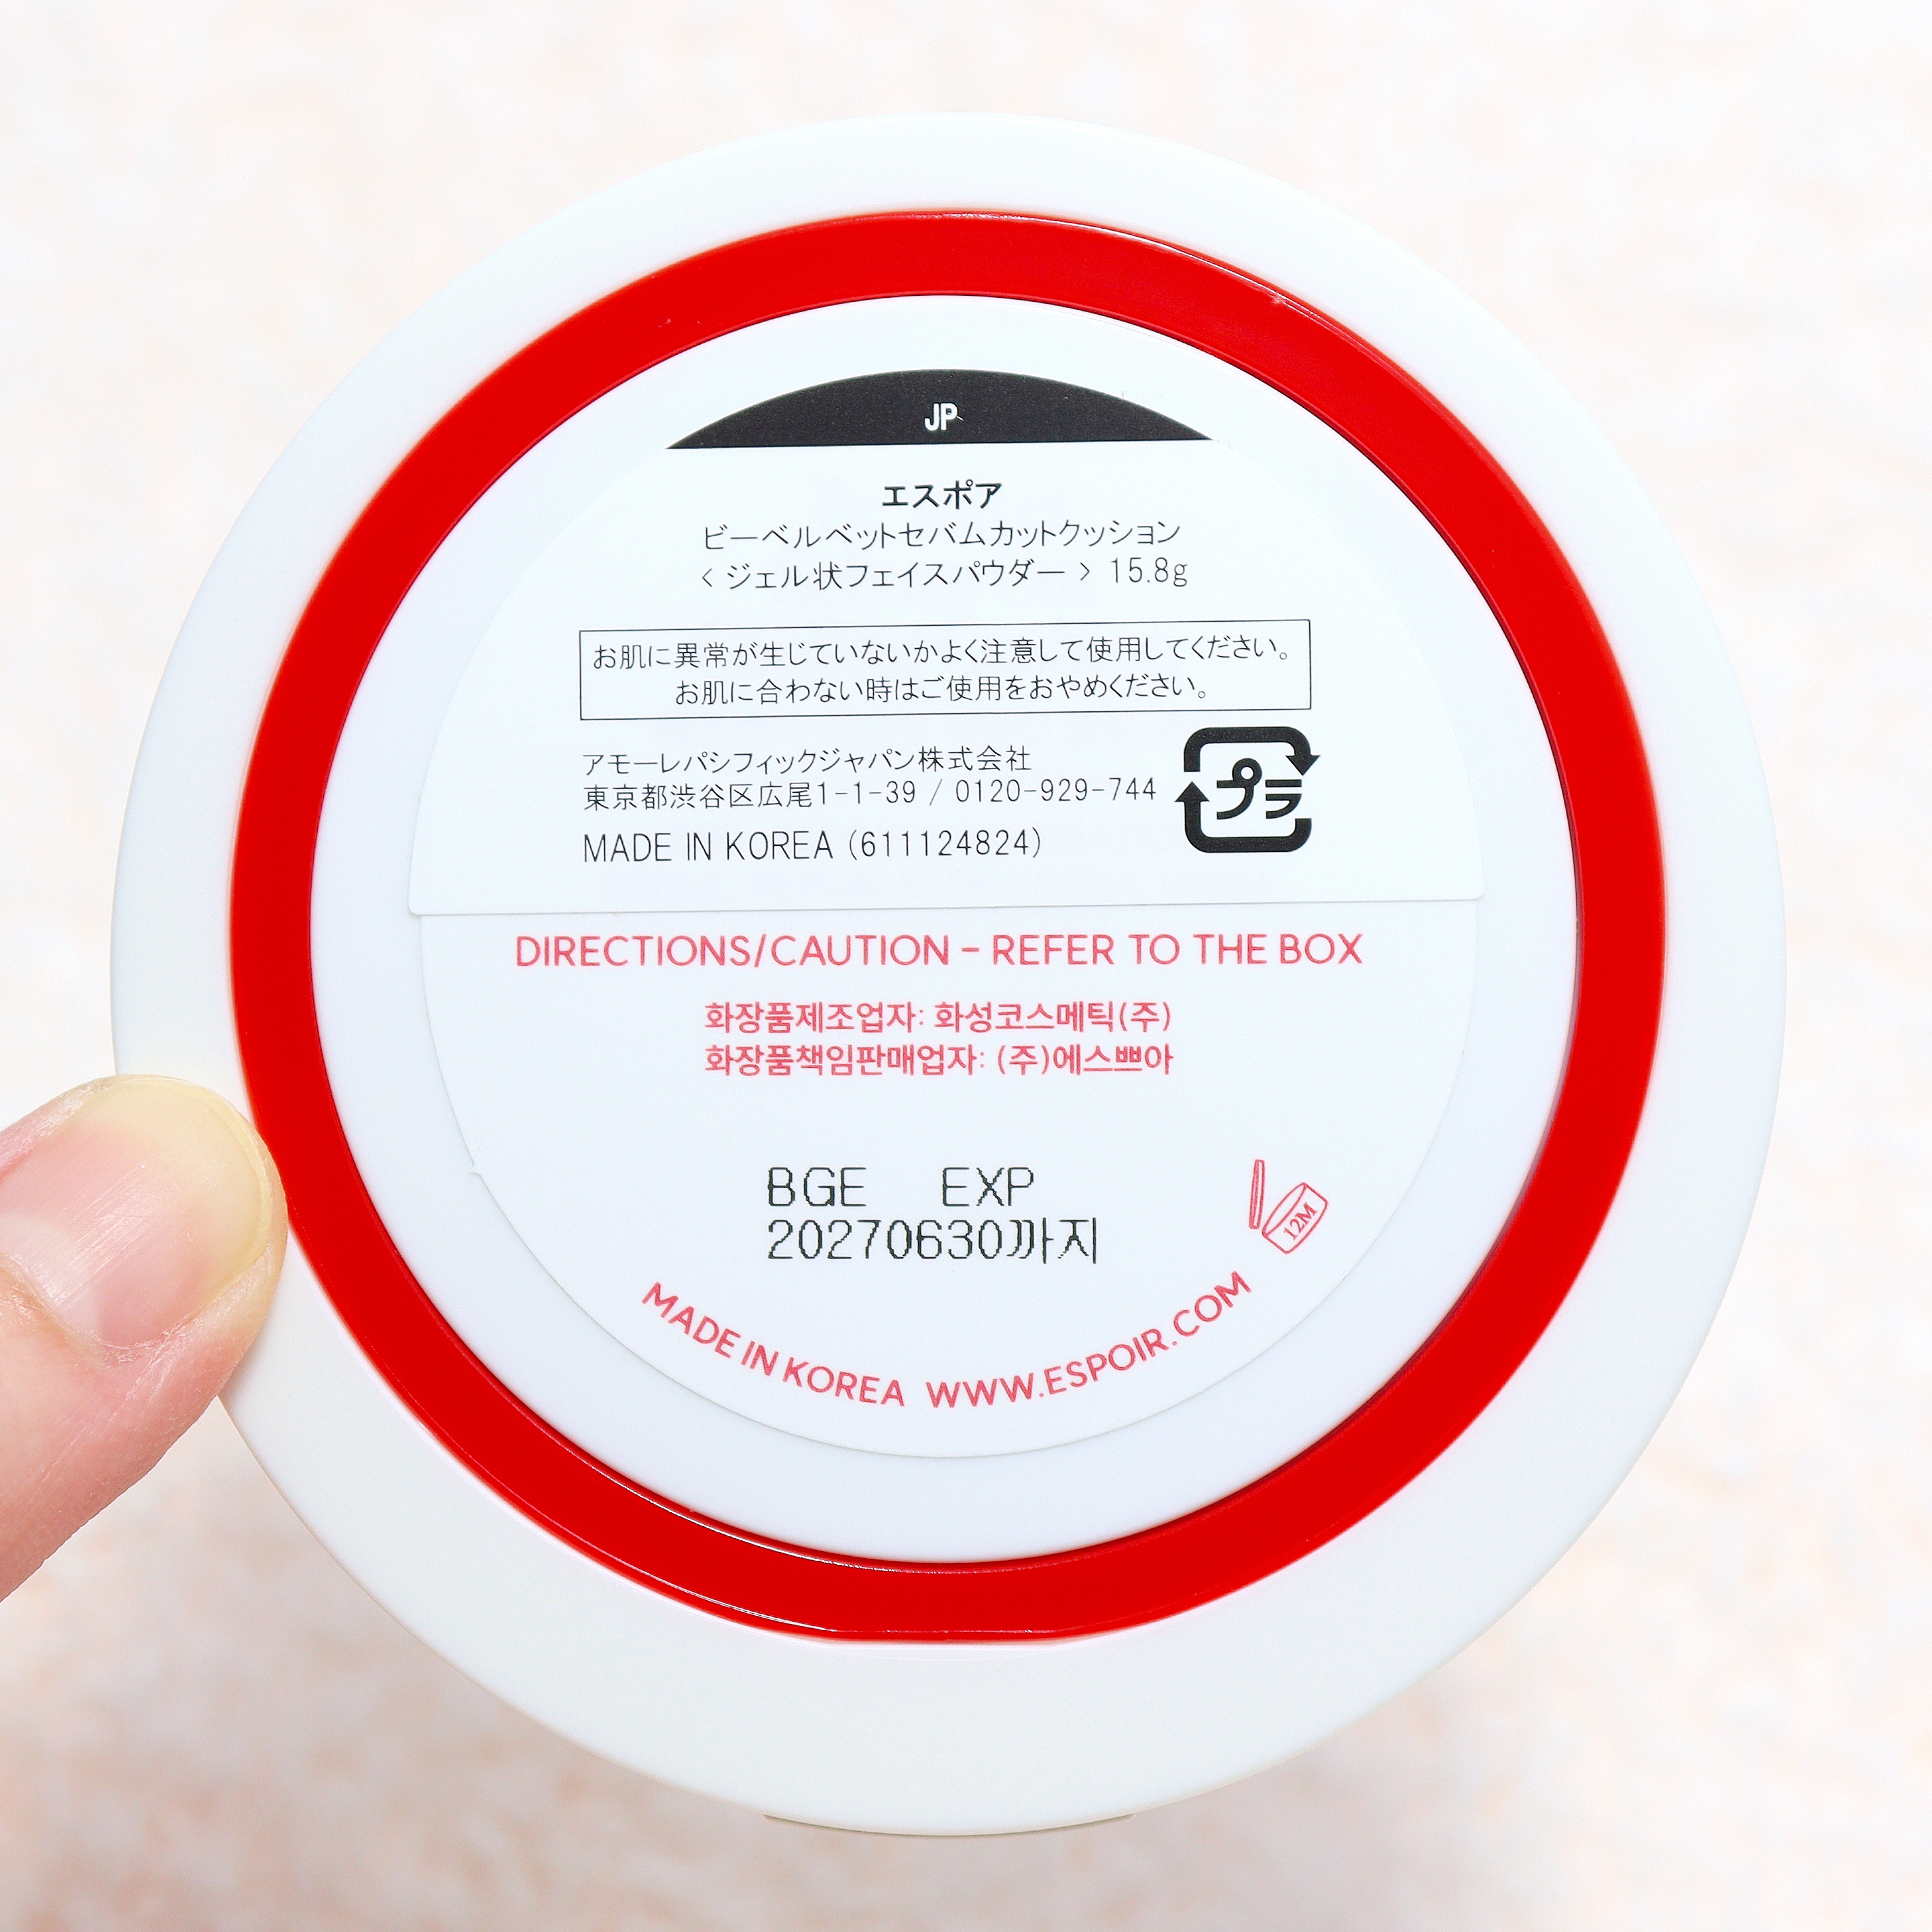 JP
エスポア
ビーベルベットセバムカットクッション
< ジェル状フェイスパウダー > 15.8g
お肌に異常が生じていないかよく注意して使用してください。
お肌に合わない時はご使用をおやめください。
アモーレパシフィックジャパン株式会社
東京都渋谷区広尾1-1-39 / 0120-929-744
プラ
MADE IN KOREA (611124824)
DIRECTIONS/CAUTION - REFER TO THE BOX
화장품제조업자: 화성코스메틱(주)
화장품책임판매업자: (주)에스쁘아
BGE EXP
20270630까지
12M
MADE IN KOREA WWW.ESPOIR.COM